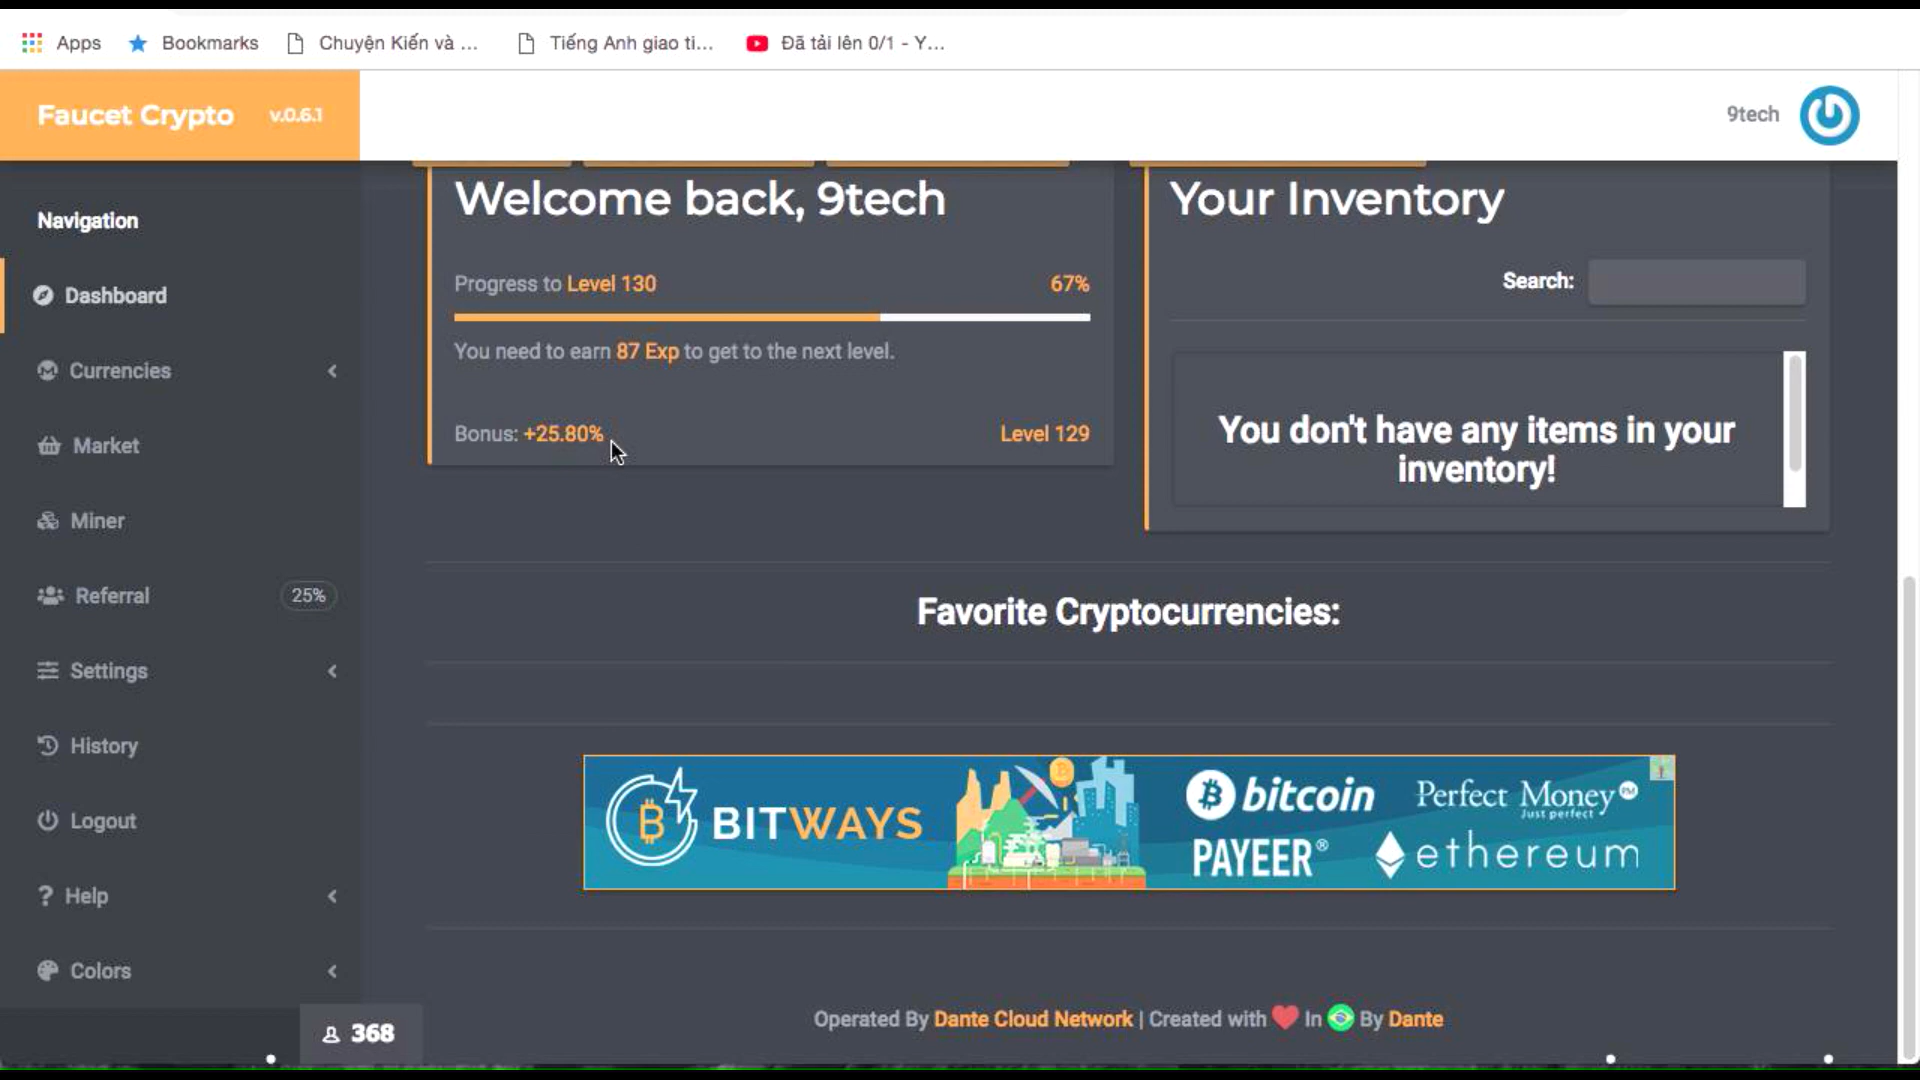 Apps
Bookmarks
Chuyện Kiến và ...
Tiếng Anh giao ti...
Đã tải lên 0/1 - Y...
Faucet Crypto v.0.6.1
9tech
Navigation
Dashboard
Currencies
Market
Miner
Referral 25%
Settings
History
Logout
Help
Colors
368
Welcome back, 9tech
Progress to Level 130 67%
You need to earn 87 Exp to get to the next level.
Bonus: +25.80% Level 129
Your Inventory
Search:
You don't have any items in your
inventory!
Favorite Cryptocurrencies:
BITWAYS
bitcoin
Perfect Money PM
Just perfect
PAYEER®
ethereum
Operated By Dante Cloud Network | Created with In By Dante